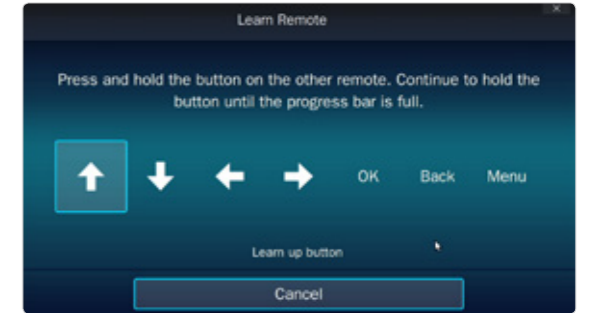 Learn Remote
Press and hold the button on the other remote. Continue to hold the
button until the progress bar is full.
OK Back Menu
Learn up button
Cancel